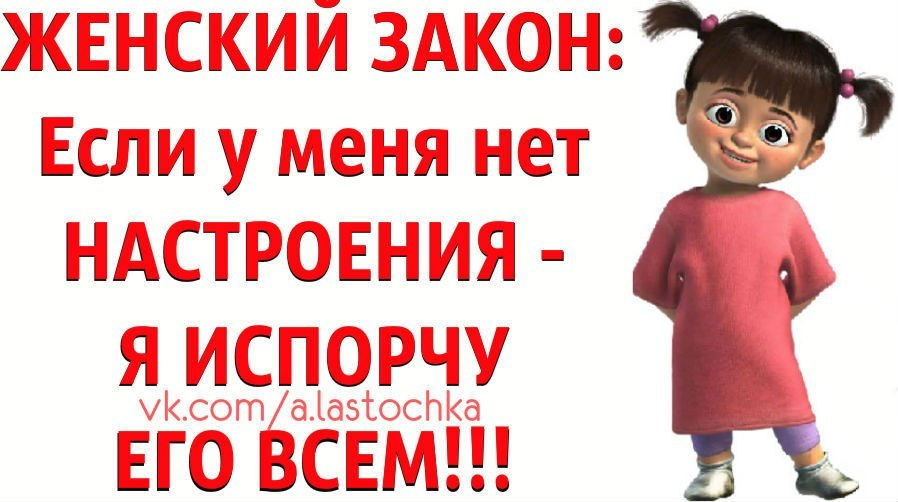 ЖЕНСКИЙ ЗАКОН:
Если у меня нет
НАСТРОЕНИЯ -
Я ИСПОРЧУ
vk.com/a.lastochka
ЕГО ВСЕМ!!!